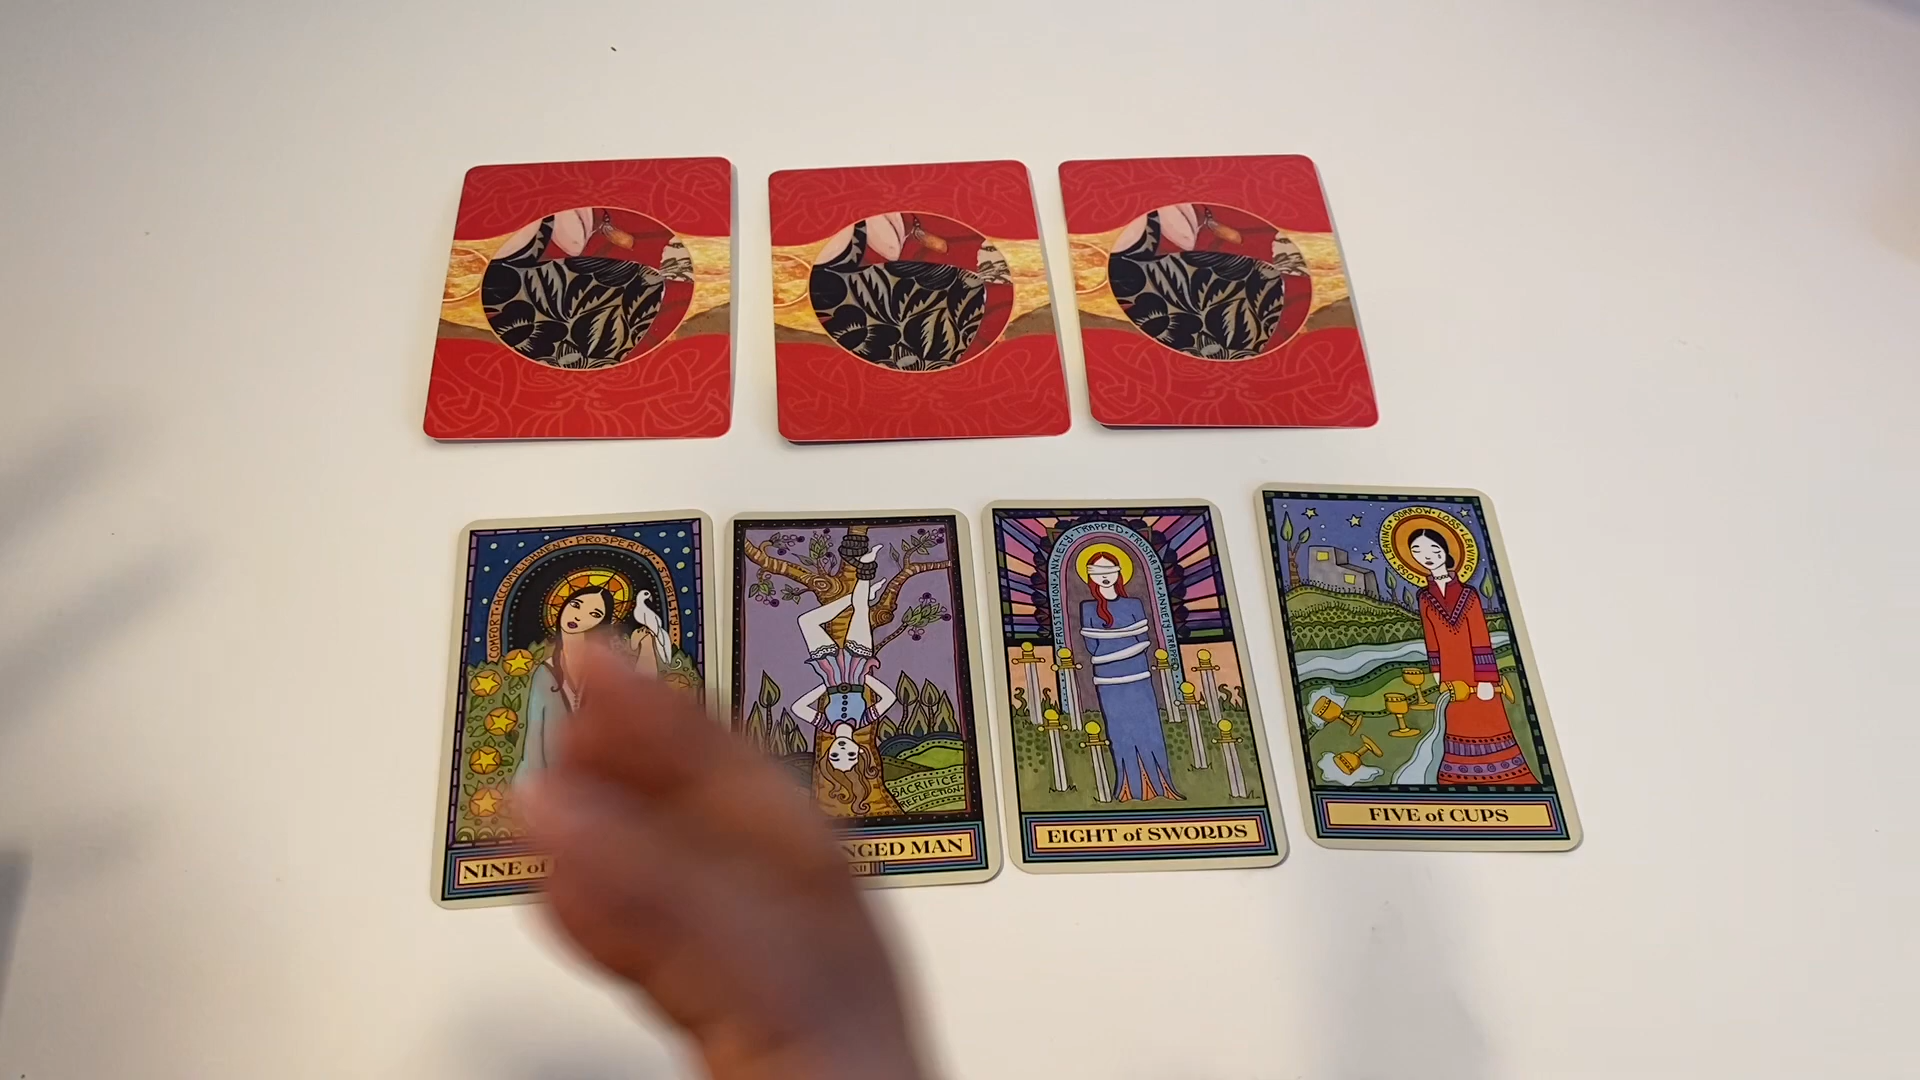 COMFORT · ACCOMPLISHMENT · PROSPERITY · STABILITY ·
NINE of
SACRIFICE ·
REFLECTION ·
NGED MAN
XII
FRUSTRATION · ANXIETY · TRAPPED · FRUSTRATION · ANXIETY · TRAPPED
EIGHT of SWORDS
LOSS · LEAVING · SORROW · LOSS · LEAVING ·
FIVE of CUPS